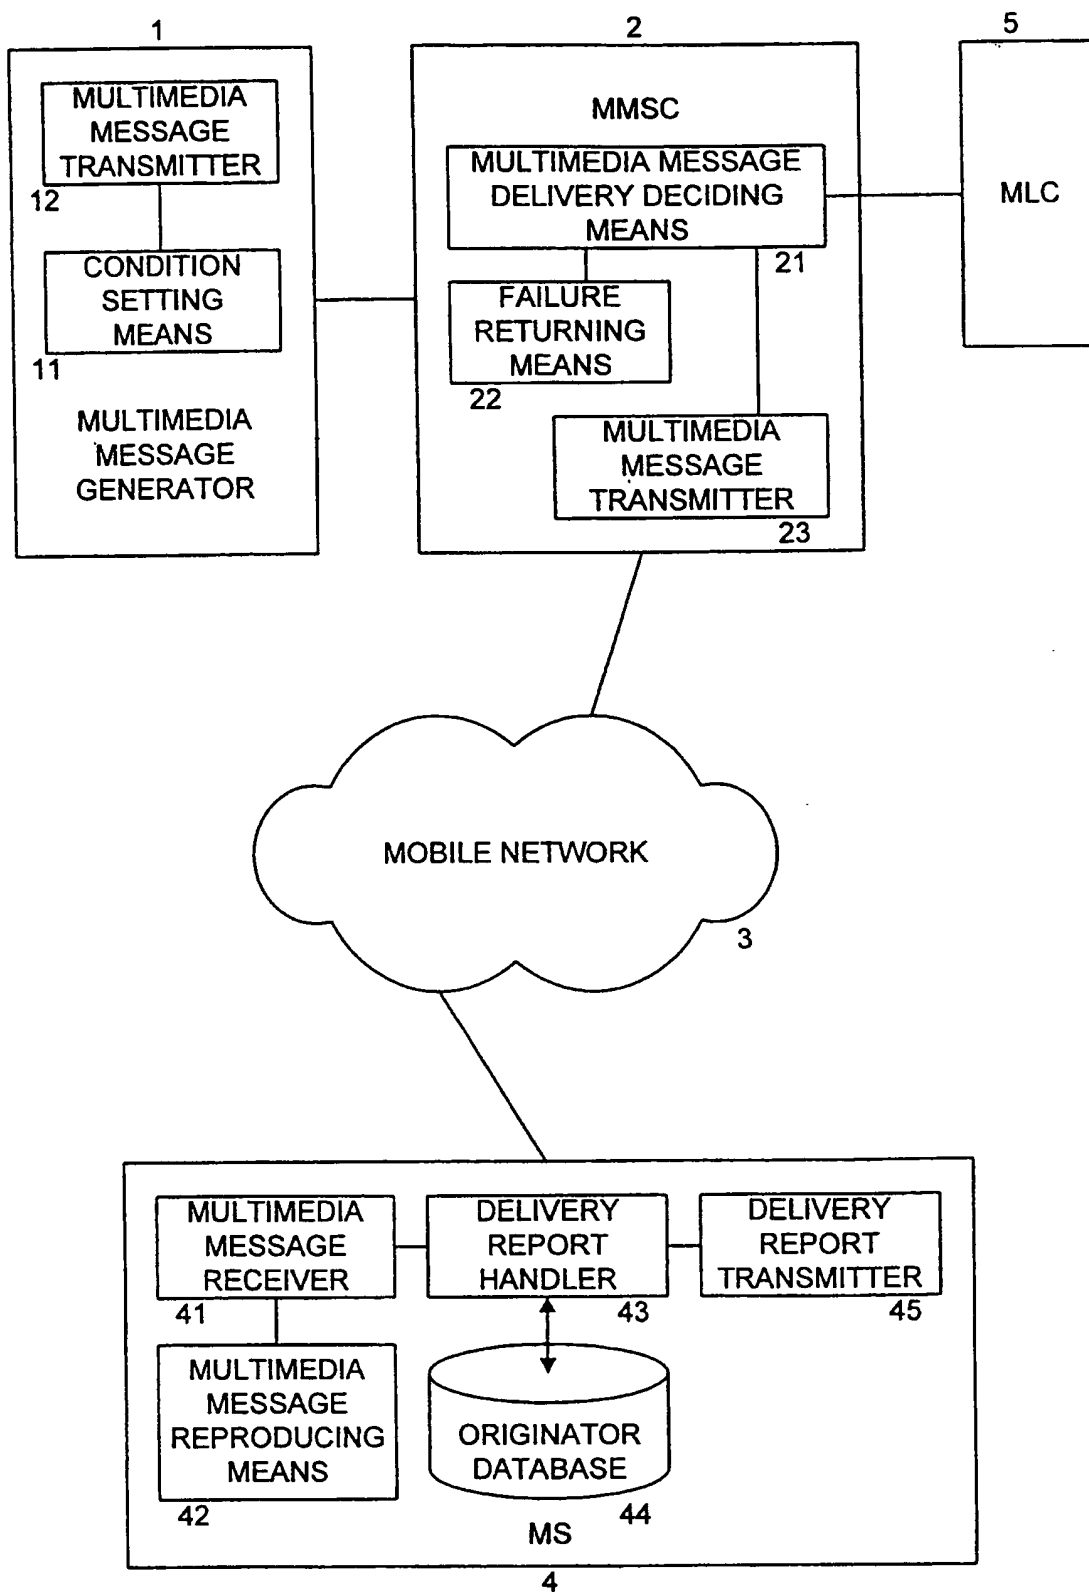 1
MULTIMEDIA
MESSAGE
TRANSMITTER
12
CONDITION
SETTING
MEANS
11
MULTIMEDIA
MESSAGE
GENERATOR
2
MMSC
MULTIMEDIA MESSAGE
DELIVERY DECIDING
MEANS
21
FAILURE
RETURNING
MEANS
22
MULTIMEDIA
MESSAGE
TRANSMITTER
23
5
MLC
MOBILE NETWORK
3
MULTIMEDIA
MESSAGE
RECEIVER
41
DELIVERY
REPORT
HANDLER
43
DELIVERY
REPORT
TRANSMITTER
45
MULTIMEDIA
MESSAGE
REPRODUCING
MEANS
42
ORIGINATOR
DATABASE
44
MS
4